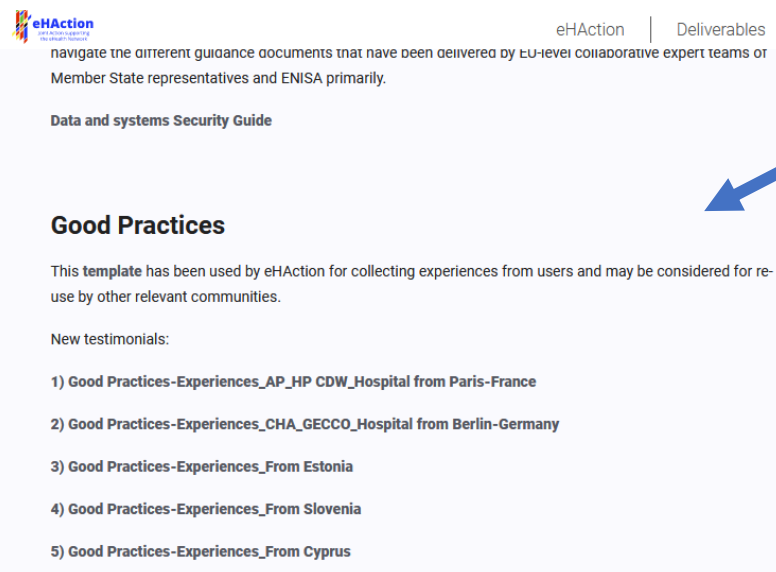 eHAction
Joint Action supporting
the eHealth Network
eHAction | Deliverables
navigate the different guidance documents that have been delivered by EU-level collaborative expert teams of
Member State representatives and ENISA primarily.
Data and systems Security Guide
Good Practices
This template has been used by eHAction for collecting experiences from users and may be considered for re-
use by other relevant communities.
New testimonials:
1) Good Practices-Experiences_AP_HP CDW_Hospital from Paris-France
2) Good Practices-Experiences_CHA_GECCO_Hospital from Berlin-Germany
3) Good Practices-Experiences_From Estonia
4) Good Practices-Experiences_From Slovenia
5) Good Practices-Experiences_From Cyprus